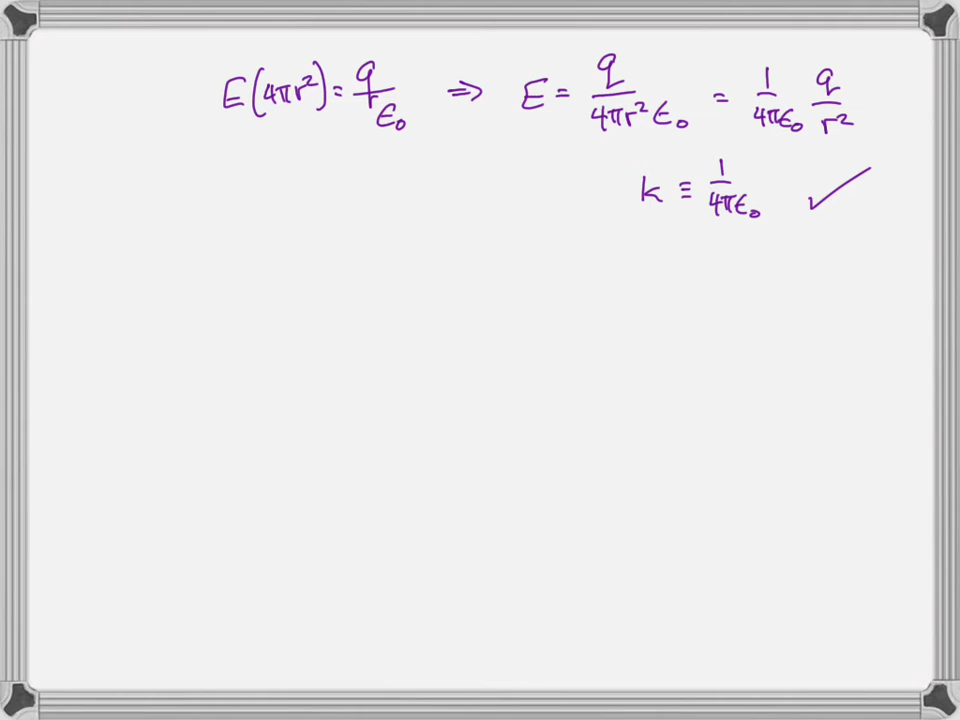 E(4πr²) = q/ε₀ ⇒ E = q/4πr²ε₀ = 1/4πε₀ q/r²
k ≡ 1/4πε₀ ✓